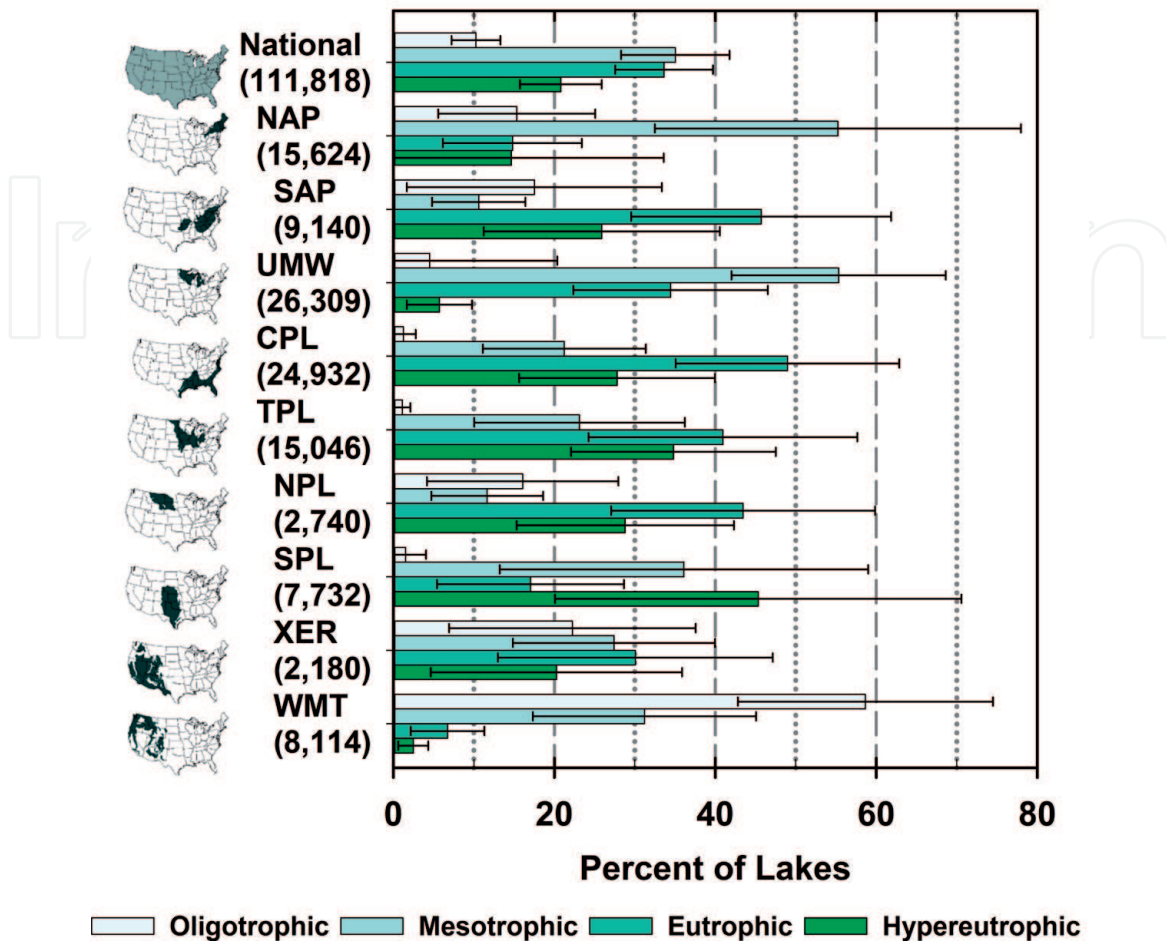 National
(111,818)
NAP
(15,624)
SAP
(9,140)
UMW
(26,309)
CPL
(24,932)
TPL
(15,046)
NPL
(2,740)
SPL
(7,732)
XER
(2,180)
WMT
(8,114)
0 20 40 60 80
Percent of Lakes
Oligotrophic Mesotrophic Eutrophic Hypereutrophic